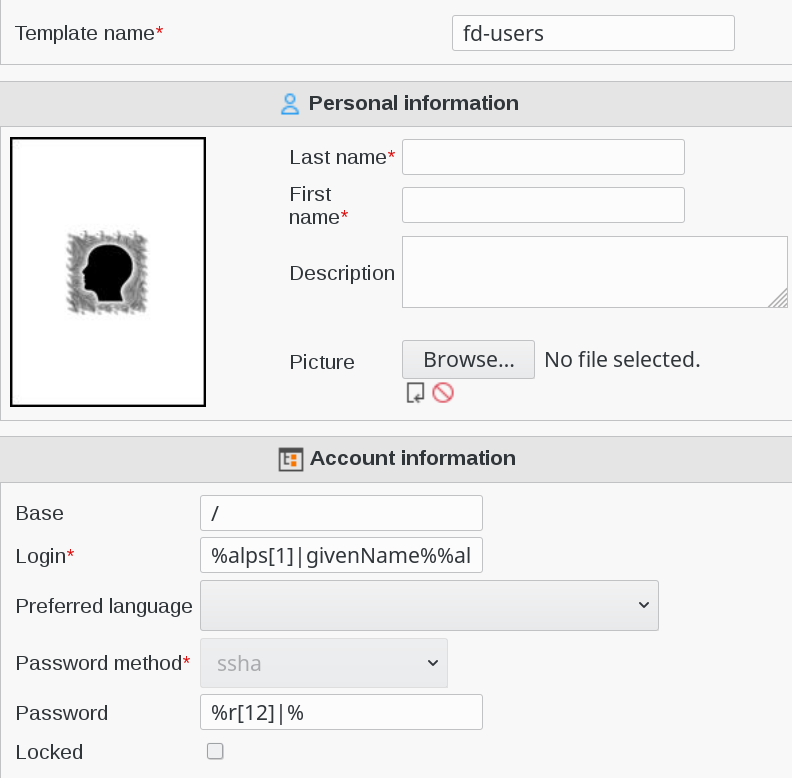 Template name* fd-users
Personal information
Last name*
First
name*
Description
Picture Browse... No file selected.
Account information
Base /
Login* %alps[1]|givenName%%al
Preferred language
Password method* ssha
Password %r[12]|%
Locked